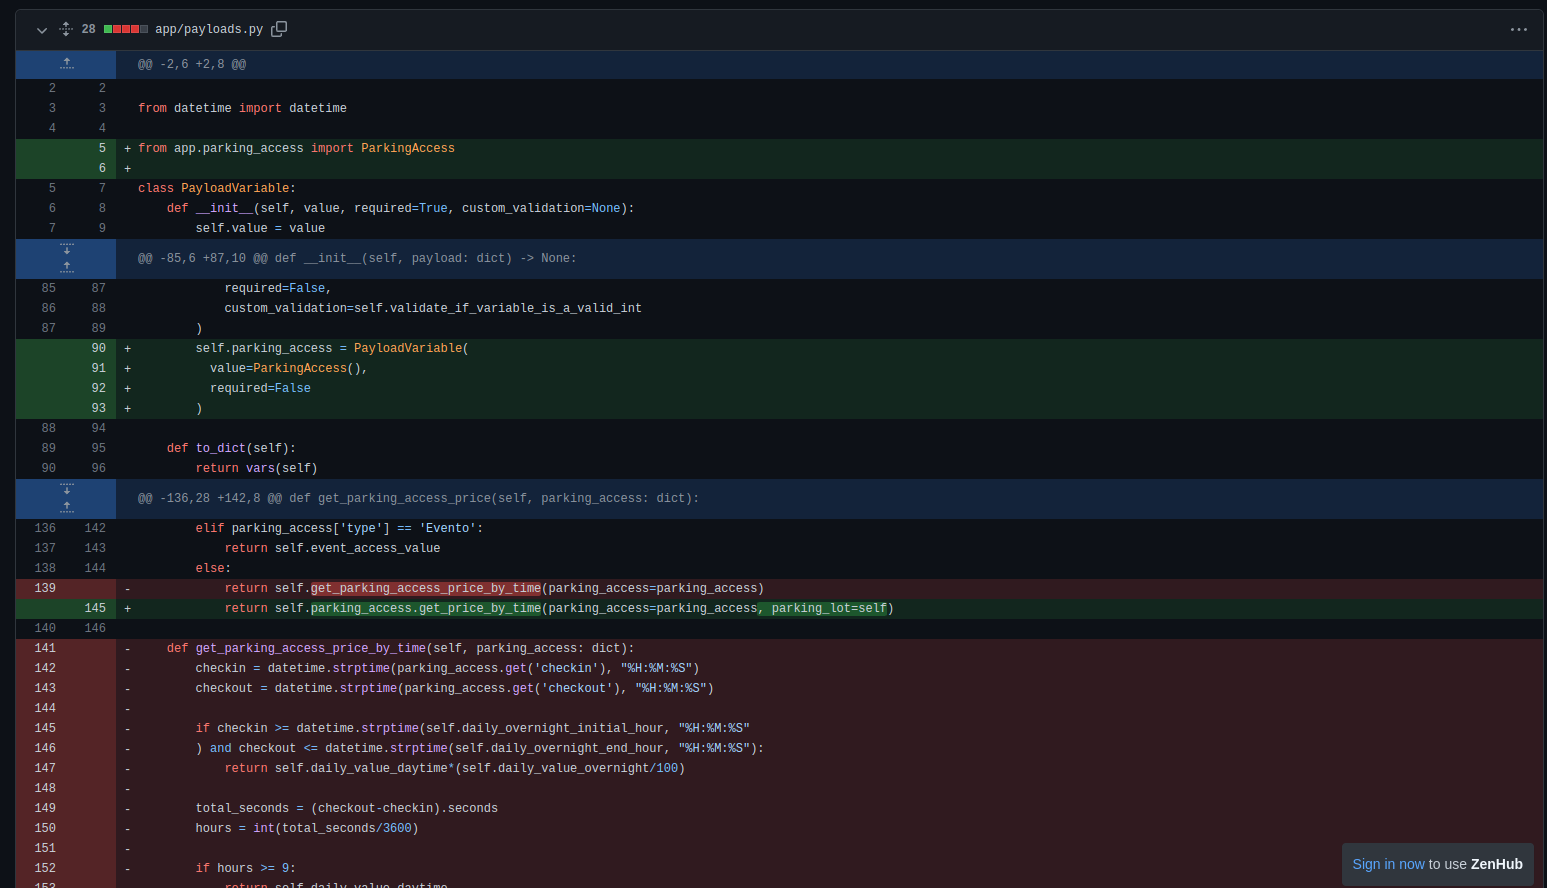 28 app/payloads.py
@@ -2,6 +2,8 @@
2 2
3 3 from datetime import datetime
4 4
5 + from app.parking_access import ParkingAccess
6 +
5 7 class PayloadVariable:
6 8     def __init__(self, value, required=True, custom_validation=None):
7 9         self.value = value
@@ -85,6 +87,10 @@ def __init__(self, payload: dict) -> None:
85 87             required=False,
86 88             custom_validation=self.validate_if_variable_is_a_valid_int
87 89         )
90 +         self.parking_access = PayloadVariable(
91 +           value=ParkingAccess(),
92 +           required=False
93 +         )
88 94
89 95     def to_dict(self):
90 96         return vars(self)
@@ -136,28 +142,8 @@ def get_parking_access_price(self, parking_access: dict):
136 142         elif parking_access['type'] == 'Evento':
137 143             return self.event_access_value
138 144         else:
139 -             return self.get_parking_access_price_by_time(parking_access=parking_access)
145 +             return self.parking_access.get_price_by_time(parking_access=parking_access, parking_lot=self)
140 146
141 -     def get_parking_access_price_by_time(self, parking_access: dict):
142 -         checkin = datetime.strptime(parking_access.get('checkin'), "%H:%M:%S")
143 -         checkout = datetime.strptime(parking_access.get('checkout'), "%H:%M:%S")
144 -
145 -         if checkin >= datetime.strptime(self.daily_overnight_initial_hour, "%H:%M:%S"
146 -         ) and checkout <= datetime.strptime(self.daily_overnight_end_hour, "%H:%M:%S"):
147 -             return self.daily_value_daytime*(self.daily_value_overnight/100)
148 -
149 -         total_seconds = (checkout-checkin).seconds
150 -         hours = int(total_seconds/3600)
151 -
152 -         if hours >= 9:
153 -             return self.daily_value_daytime
Sign in now to use ZenHub